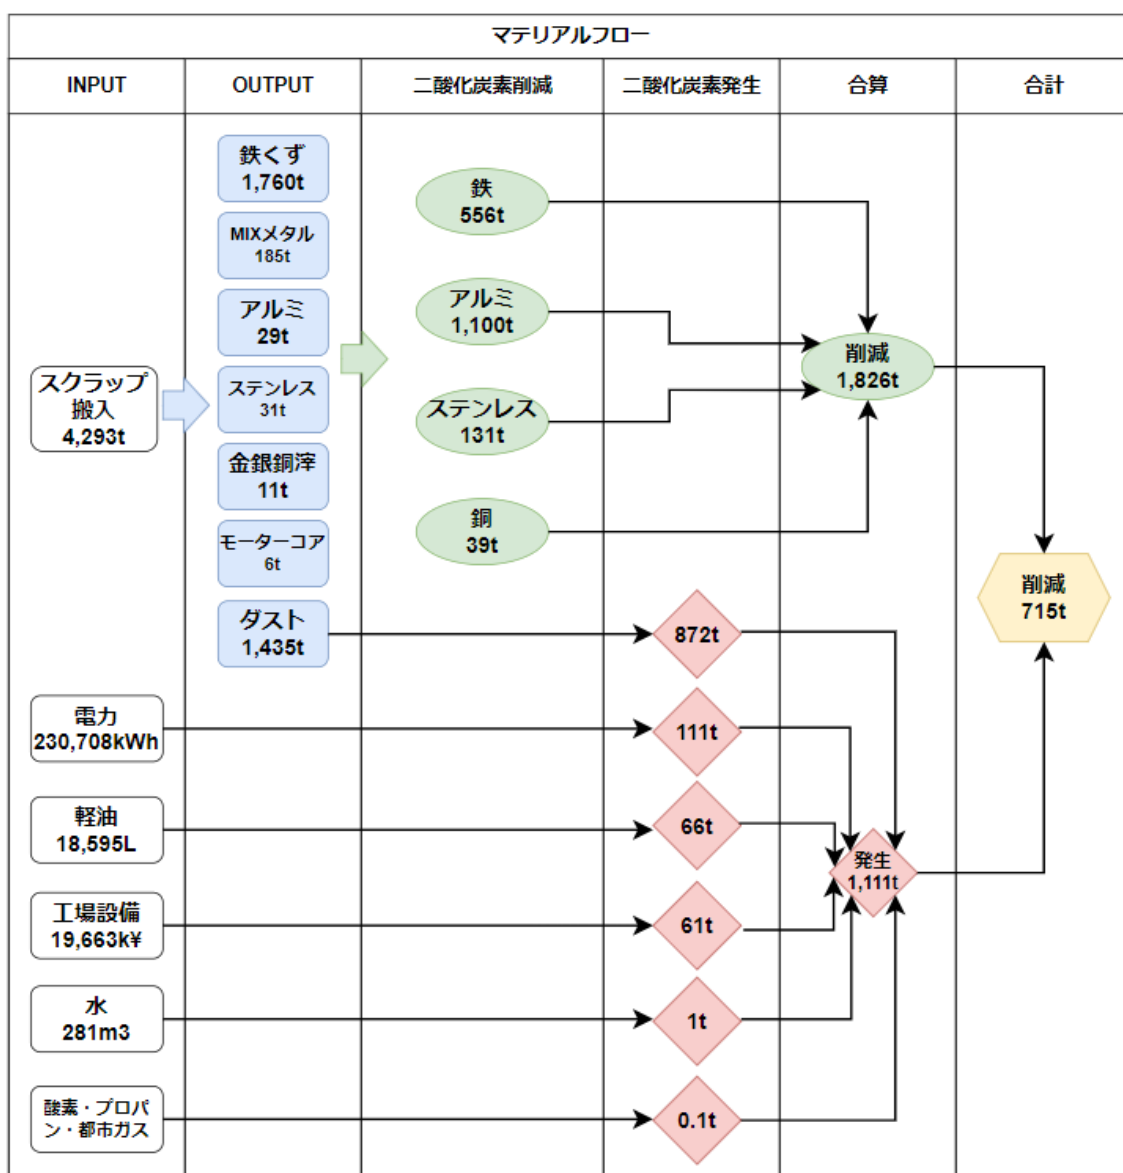 マテリアルフロー
INPUT
OUTPUT
二酸化炭素削減
二酸化炭素発生
合算
合計
スクラップ
搬入
4,293t
鉄くず
1,760t
MIXメタル
185t
アルミ
29t
ステンレス
31t
金銀銅滓
11t
モーターコア
6t
ダスト
1,435t
鉄
556t
アルミ
1,100t
ステンレス
131t
銅
39t
削減
1,826t
削減
715t
872t
電力
230,708kWh
111t
軽油
18,595L
66t
発生
1,111t
工場設備
19,663k¥
61t
水
281m3
1t
酸素・プロパ
ン・都市ガス
0.1t